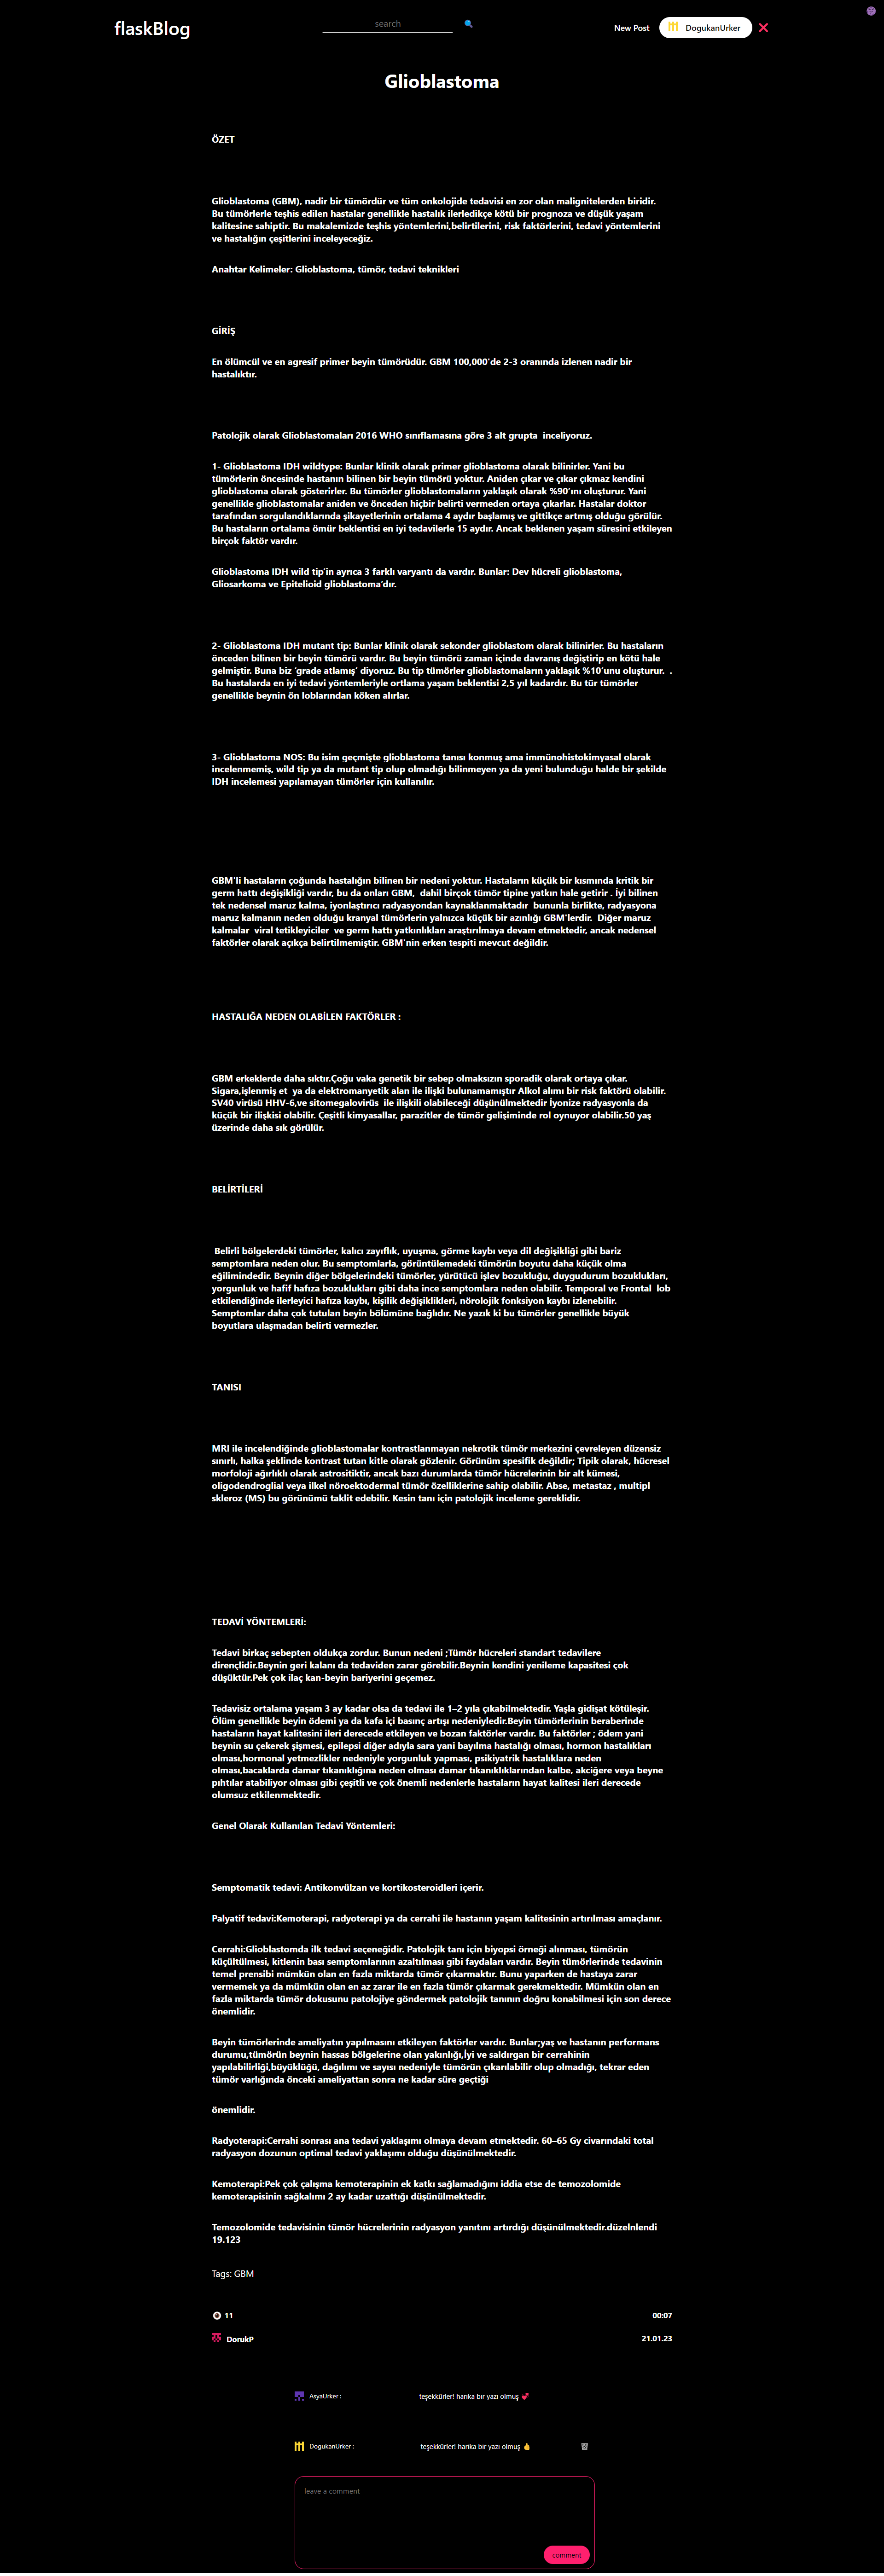 flaskBlog
search
New Post
DogukanUrker
Glioblastoma
ÖZET
Glioblastoma (GBM), nadir bir tümördür ve tüm onkolojide tedavisi en zor olan malignitelerden biridir.
Bu tümörlerle teşhis edilen hastalar genellikle hastalık ilerledikçe kötü bir prognoza ve düşük yaşam
kalitesine sahiptir. Bu makalemizde teşhis yöntemlerini,belirtilerini, risk faktörlerini, tedavi yöntemlerini
ve hastalığın çeşitlerini inceleyeceğiz.
Anahtar Kelimeler: Glioblastoma, tümör, tedavi teknikleri
GİRİŞ
En ölümcül ve en agresif primer beyin tümörüdür. GBM 100,000'de 2-3 oranında izlenen nadir bir
hastalıktır.
Patolojik olarak Glioblastomaları 2016 WHO sınıflamasına göre 3 alt grupta  inceliyoruz.
1- Glioblastoma IDH wildtype: Bunlar klinik olarak primer glioblastoma olarak bilinirler. Yani bu
tümörlerin öncesinde hastanın bilinen bir beyin tümörü yoktur. Aniden çıkar ve çıkar çıkmaz kendini
glioblastoma olarak gösterirler. Bu tümörler glioblastomaların yaklaşık olarak %90’ını oluşturur. Yani
genellikle glioblastomalar aniden ve önceden hiçbir belirti vermeden ortaya çıkarlar. Hastalar doktor
tarafından sorgulandıklarında şikayetlerinin ortalama 4 aydır başlamış ve gittikçe artmış olduğu görülür.
Bu hastaların ortalama ömür beklentisi en iyi tedavilerle 15 aydır. Ancak beklenen yaşam süresini etkileyen
birçok faktör vardır.
Glioblastoma IDH wild tip’in ayrıca 3 farklı varyantı da vardır. Bunlar: Dev hücreli glioblastoma,
Gliosarkoma ve Epitelioid glioblastoma’dır.
2- Glioblastoma IDH mutant tip: Bunlar klinik olarak sekonder glioblastom olarak bilinirler. Bu hastaların
önceden bilinen bir beyin tümörü vardır. Bu beyin tümörü zaman içinde davranış değiştirip en kötü hale
gelmiştir. Buna biz ‘grade atlamış’ diyoruz. Bu tip tümörler glioblastomaların yaklaşık %10’unu oluşturur.  .
Bu hastalarda en iyi tedavi yöntemleriyle ortlama yaşam beklentisi 2,5 yıl kadardır. Bu tür tümörler
genellikle beynin ön loblarından köken alırlar.
3- Glioblastoma NOS: Bu isim geçmişte glioblastoma tanısı konmuş ama immünohistokimyasal olarak
incelenmemiş, wild tip ya da mutant tip olup olmadığı bilinmeyen ya da yeni bulunduğu halde bir şekilde
IDH incelemesi yapılamayan tümörler için kullanılır.
GBM'li hastaların çoğunda hastalığın bilinen bir nedeni yoktur. Hastaların küçük bir kısmında kritik bir
germ hattı değişikliği vardır, bu da onları GBM,  dahil birçok tümör tipine yatkın hale getirir . İyi bilinen
tek nedensel maruz kalma, iyonlaştırıcı radyasyondan kaynaklanmaktadır  bununla birlikte, radyasyona
maruz kalmanın neden olduğu kranyal tümörlerin yalnızca küçük bir azınlığı GBM'lerdir.  Diğer maruz
kalmalar  viral tetikleyiciler  ve germ hattı yatkınlıkları araştırılmaya devam etmektedir, ancak nedensel
faktörler olarak açıkça belirtilmemiştir. GBM'nin erken tespiti mevcut değildir.
HASTALIĞA NEDEN OLABİLEN FAKTÖRLER :
GBM erkeklerde daha sıktır.Çoğu vaka genetik bir sebep olmaksızın sporadik olarak ortaya çıkar.
Sigara,işlenmiş et  ya da elektromanyetik alan ile ilişki bulunamamıştır Alkol alımı bir risk faktörü olabilir.
SV40 virüsü HHV-6,ve sitomegalovirüs  ile ilişkili olabileceği düşünülmektedir İyonize radyasyonla da
küçük bir ilişkisi olabilir. Çeşitli kimyasallar, parazitler de tümör gelişiminde rol oynuyor olabilir.50 yaş
üzerinde daha sık görülür.
BELİRTİLERİ
Belirli bölgelerdeki tümörler, kalıcı zayıflık, uyuşma, görme kaybı veya dil değişikliği gibi bariz
semptomlara neden olur. Bu semptomlarla, görüntülemedeki tümörün boyutu daha küçük olma
eğilimindedir. Beynin diğer bölgelerindeki tümörler, yürütücü işlev bozukluğu, duygudurum bozuklukları,
yorgunluk ve hafif hafıza bozuklukları gibi daha ince semptomlara neden olabilir. Temporal ve Frontal  lob
etkilendiğinde ilerleyici hafıza kaybı, kişilik değişiklikleri, nörolojik fonksiyon kaybı izlenebilir.
Semptomlar daha çok tutulan beyin bölümüne bağlıdır. Ne yazık ki bu tümörler genellikle büyük
boyutlara ulaşmadan belirti vermezler.
TANISI
MRI ile incelendiğinde glioblastomalar kontrastlanmayan nekrotik tümör merkezini çevreleyen düzensiz
sınırlı, halka şeklinde kontrast tutan kitle olarak gözlenir. Görünüm spesifik değildir; Tipik olarak, hücresel
morfoloji ağırlıklı olarak astrositiktir, ancak bazı durumlarda tümör hücrelerinin bir alt kümesi,
oligodendroglial veya ilkel nöroektodermal tümör özelliklerine sahip olabilir. Abse, metastaz , multipl
skleroz (MS) bu görünümü taklit edebilir. Kesin tanı için patolojik inceleme gereklidir.
TEDAVİ YÖNTEMLERİ:
Tedavi birkaç sebepten oldukça zordur. Bunun nedeni ;Tümör hücreleri standart tedavilere
dirençlidir.Beynin geri kalanı da tedaviden zarar görebilir.Beynin kendini yenileme kapasitesi çok
düşüktür.Pek çok ilaç kan-beyin bariyerini geçemez.
Tedavisiz ortalama yaşam 3 ay kadar olsa da tedavi ile 1–2 yıla çıkabilmektedir. Yaşla gidişat kötüleşir.
Ölüm genellikle beyin ödemi ya da kafa içi basınç artışı nedeniyledir.Beyin tümörlerinin beraberinde
hastaların hayat kalitesini ileri derecede etkileyen ve bozan faktörler vardır. Bu faktörler ; ödem yani
beynin su çekerek şişmesi, epilepsi diğer adıyla sara yani bayılma hastalığı olması, hormon hastalıkları
olması,hormonal yetmezlikler nedeniyle yorgunluk yapması, psikiyatrik hastalıklara neden
olması,bacaklarda damar tıkanıklığına neden olması damar tıkanıklıklarından kalbe, akciğere veya beyne
pıhtılar atabiliyor olması gibi çeşitli ve çok önemli nedenlerle hastaların hayat kalitesi ileri derecede
olumsuz etkilenmektedir.
Genel Olarak Kullanılan Tedavi Yöntemleri:
Semptomatik tedavi: Antikonvülzan ve kortikosteroidleri içerir.
Palyatif tedavi:Kemoterapi, radyoterapi ya da cerrahi ile hastanın yaşam kalitesinin artırılması amaçlanır.
Cerrahi:Glioblastomda ilk tedavi seçeneğidir. Patolojik tanı için biyopsi örneği alınması, tümörün
küçültülmesi, kitlenin bası semptomlarının azaltılması gibi faydaları vardır. Beyin tümörlerinde tedavinin
temel prensibi mümkün olan en fazla miktarda tümör çıkarmaktır. Bunu yaparken de hastaya zarar
vermemek ya da mümkün olan en az zarar ile en fazla tümör çıkarmak gerekmektedir. Mümkün olan en
fazla miktarda tümör dokusunu patolojiye göndermek patolojik tanının doğru konabilmesi için son derece
önemlidir.
Beyin tümörlerinde ameliyatın yapılmasını etkileyen faktörler vardır. Bunlar;yaş ve hastanın performans
durumu,tümörün beynin hassas bölgelerine olan yakınlığı,İyi ve saldırgan bir cerrahinin
yapılabilirliği,büyüklüğü, dağılımı ve sayısı nedeniyle tümörün çıkarılabilir olup olmadığı, tekrar eden
tümör varlığında önceki ameliyattan sonra ne kadar süre geçtiği
önemlidir.
Radyoterapi:Cerrahi sonrası ana tedavi yaklaşımı olmaya devam etmektedir. 60–65 Gy civarındaki total
radyasyon dozunun optimal tedavi yaklaşımı olduğu düşünülmektedir.
Kemoterapi:Pek çok çalışma kemoterapinin ek katkı sağlamadığını iddia etse de temozolomide
kemoterapisinin sağkalımı 2 ay kadar uzattığı düşünülmektedir.
Temozolomide tedavisinin tümör hücrelerinin radyasyon yanıtını artırdığı düşünülmektedir.düzelnlendi
19.123
Tags: GBM
11
00:07
DorukP
21.01.23
AsyaUrker :
teşekkürler! harika bir yazı olmuş 💕
DogukanUrker :
teşekkürler! harika bir yazı olmuş 👍
leave a comment
comment